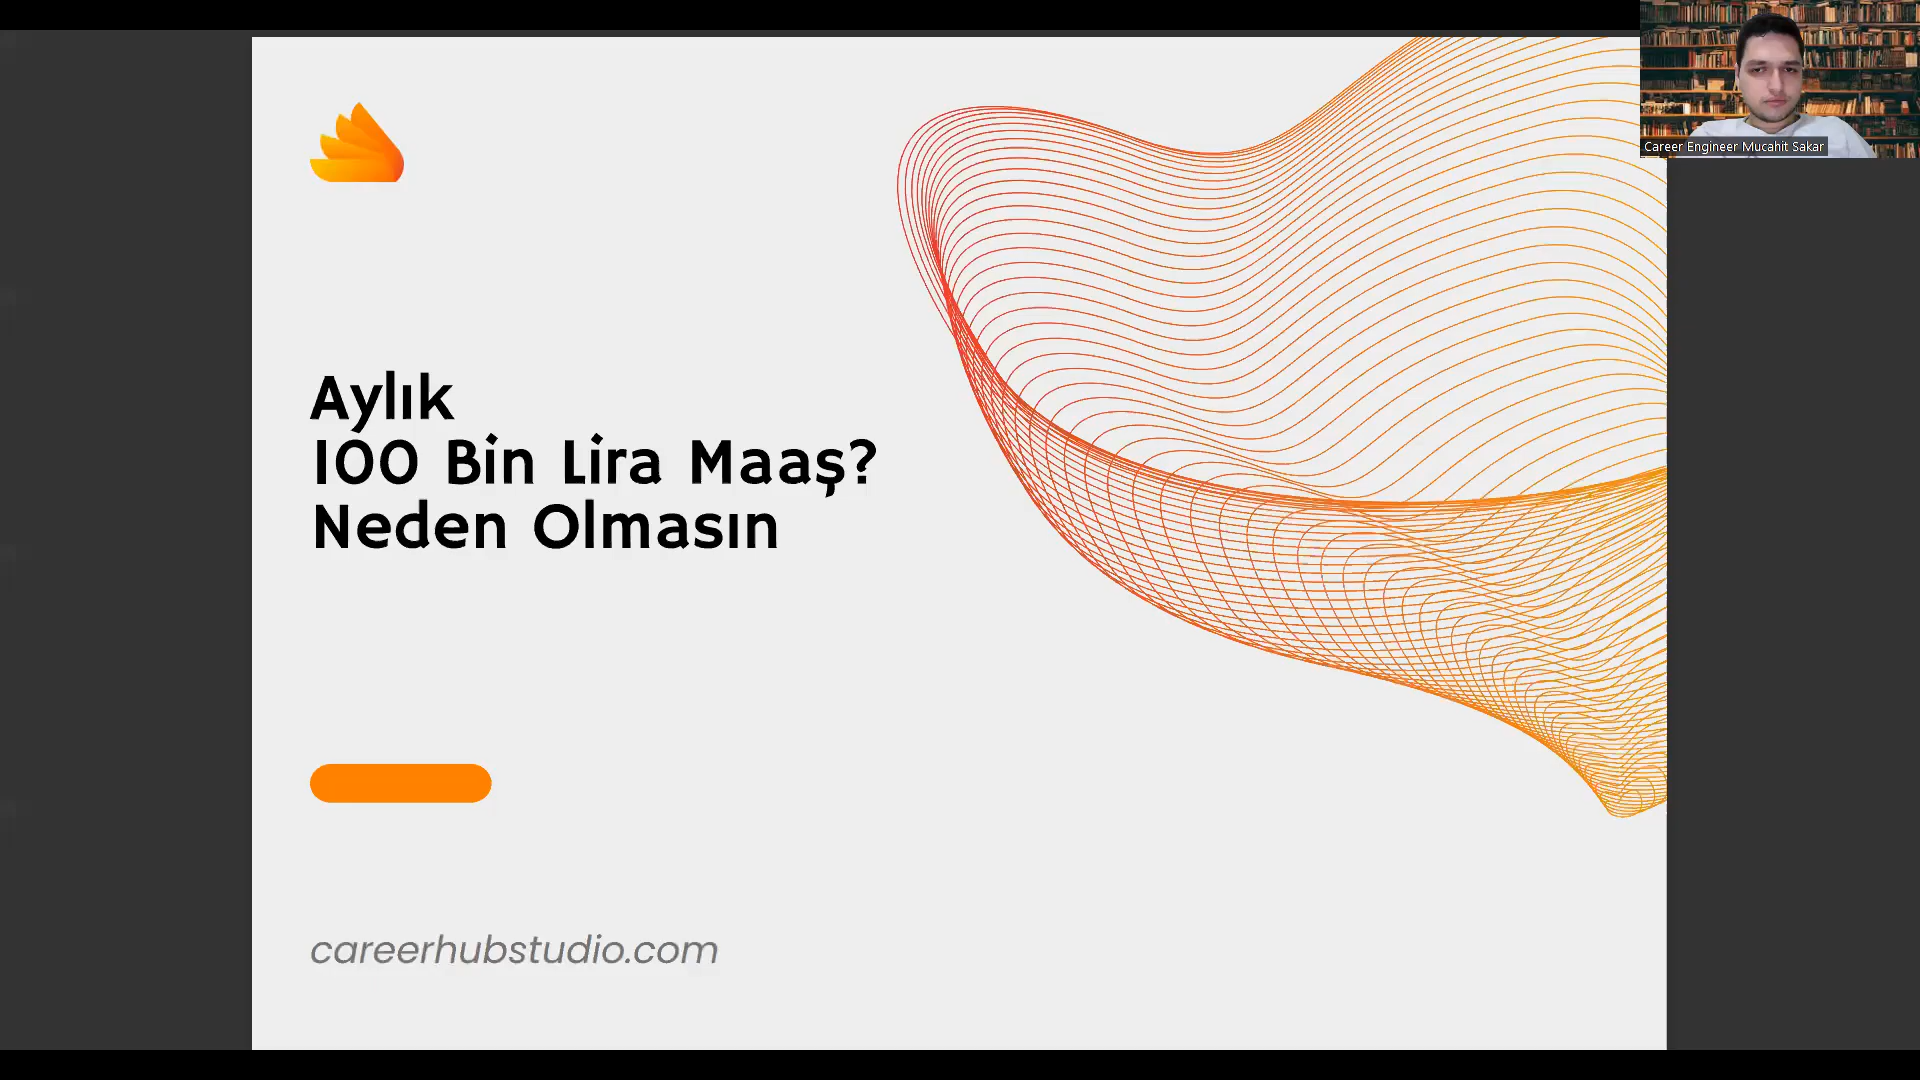 Career Engineer Mucahit Sakar
Aylık
100 Bin Lira Maaş?
Neden Olmasın
careerhubstudio.com